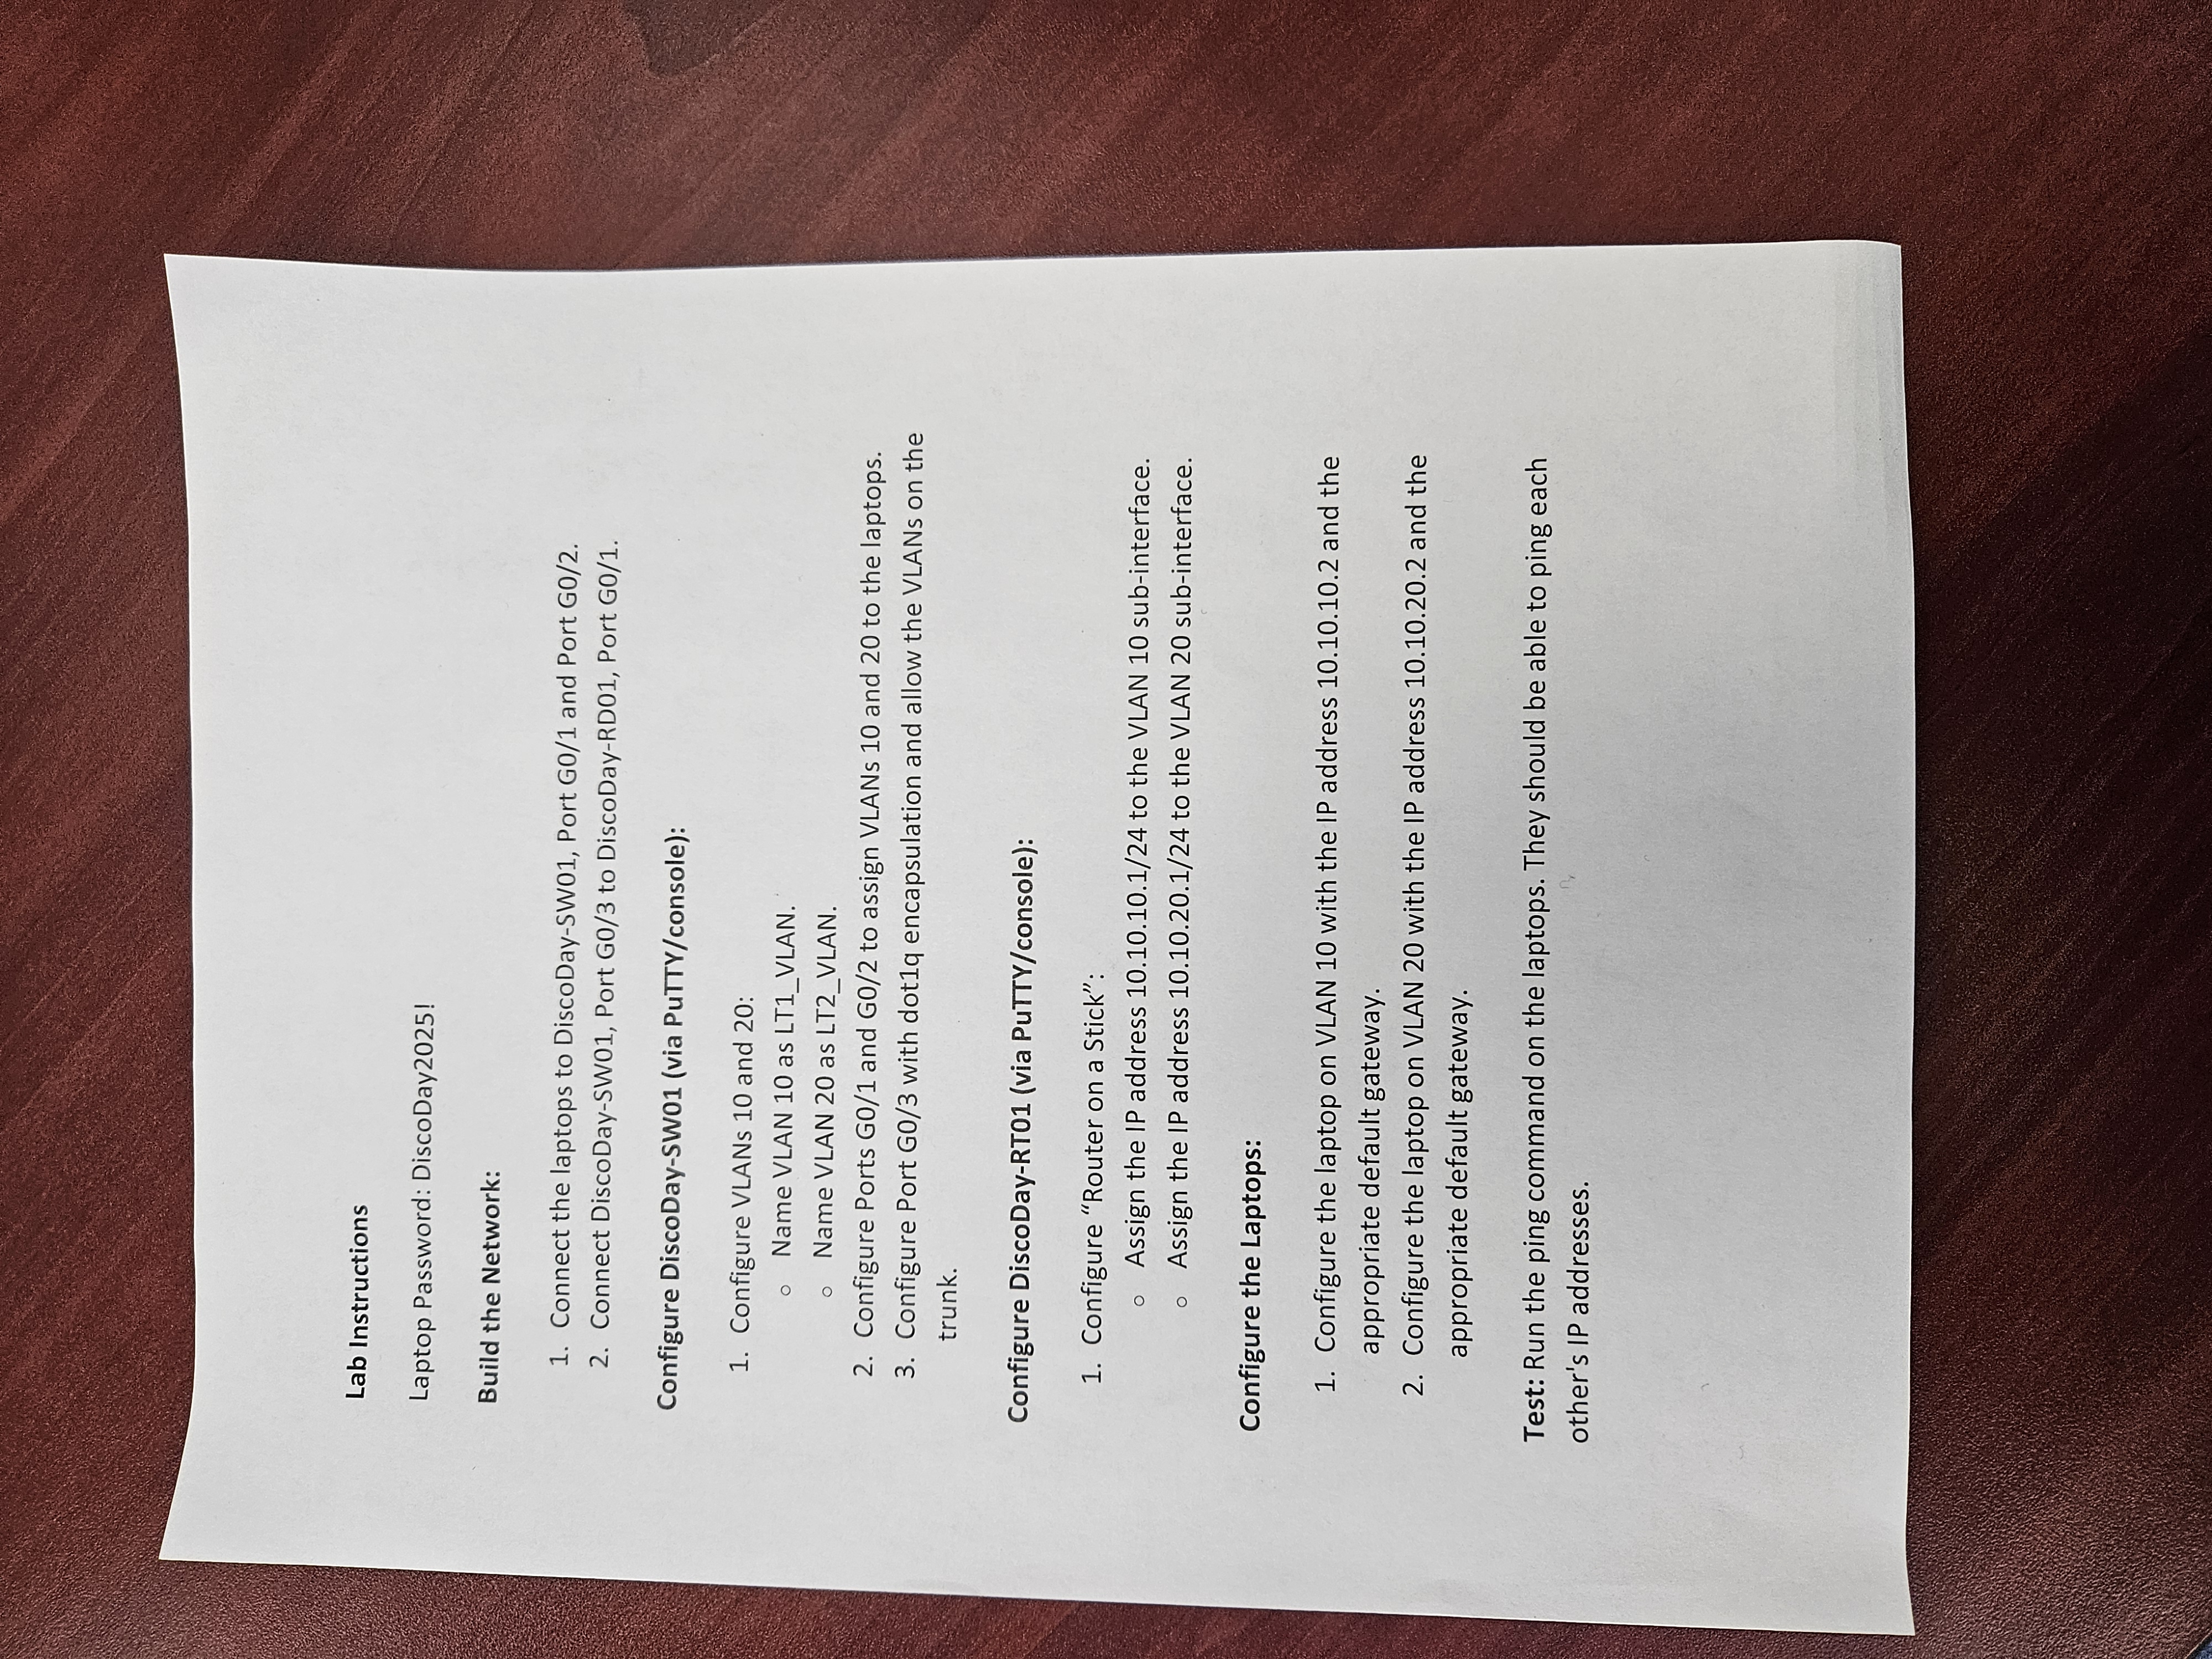 Lab Instructions
Laptop Password: DiscoDay2025!
Build the Network:
1. Connect the laptops to DiscoDay-SW01, Port G0/1 and Port G0/2.
2. Connect DiscoDay-SW01, Port G0/3 to DiscoDay-RD01, Port G0/1.
Configure DiscoDay-SW01 (via PuTTY/console):
1. Configure VLANs 10 and 20:
○ Name VLAN 10 as LT1_VLAN.
○ Name VLAN 20 as LT2_VLAN.
2. Configure Ports G0/1 and G0/2 to assign VLANs 10 and 20 to the laptops.
3. Configure Port G0/3 with dot1q encapsulation and allow the VLANs on the
trunk.
Configure DiscoDay-RT01 (via PuTTY/console):
1. Configure “Router on a Stick”:
○ Assign the IP address 10.10.10.1/24 to the VLAN 10 sub-interface.
○ Assign the IP address 10.10.20.1/24 to the VLAN 20 sub-interface.
Configure the Laptops:
1. Configure the laptop on VLAN 10 with the IP address 10.10.10.2 and the
appropriate default gateway.
2. Configure the laptop on VLAN 20 with the IP address 10.10.20.2 and the
appropriate default gateway.
Test: Run the ping command on the laptops. They should be able to ping each
other's IP addresses.